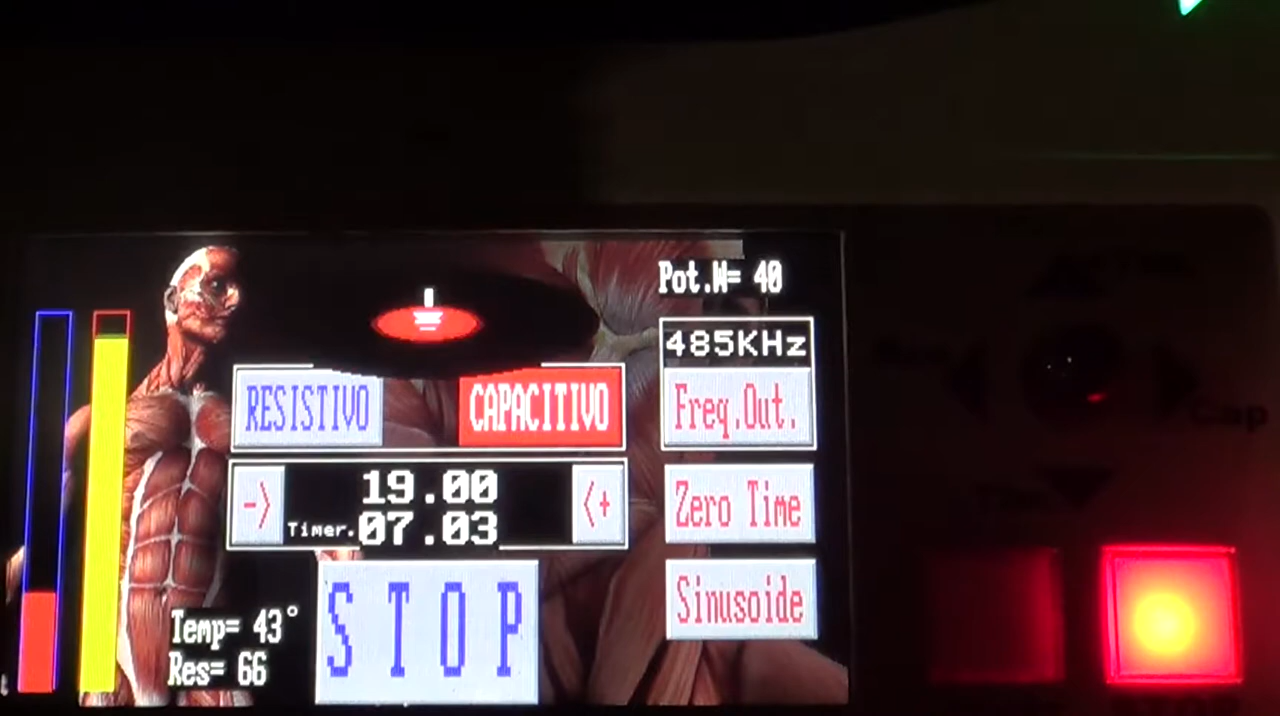 Pot.W= 40
485KHz
RESISTIVO
CAPACITIVO
Freq.Out.
-> 19.00 <+
Timer. 07.03
Zero Time
Sinusoide
STOP
Temp= 43°
Res= 66
Cap